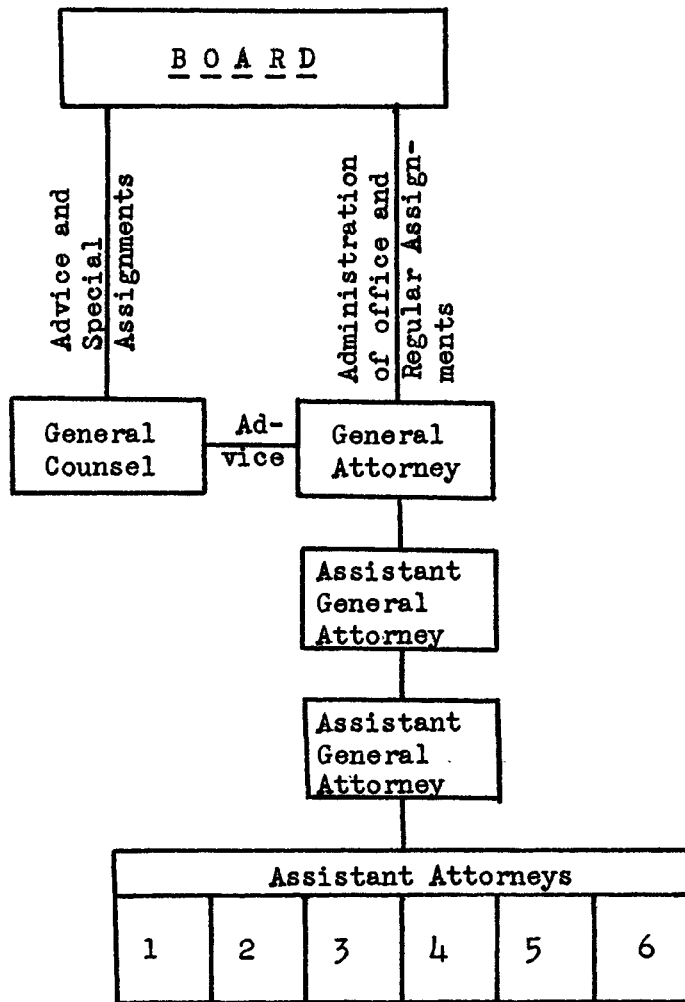 B O A R D
Advice and
Special
Assignments
Administration
of office and
Regular Assign-
ments
General
Counsel
Ad-
vice
General
Attorney
Assistant
General
Attorney
Assistant
General
Attorney
Assistant Attorneys
1 2 3 4 5 6